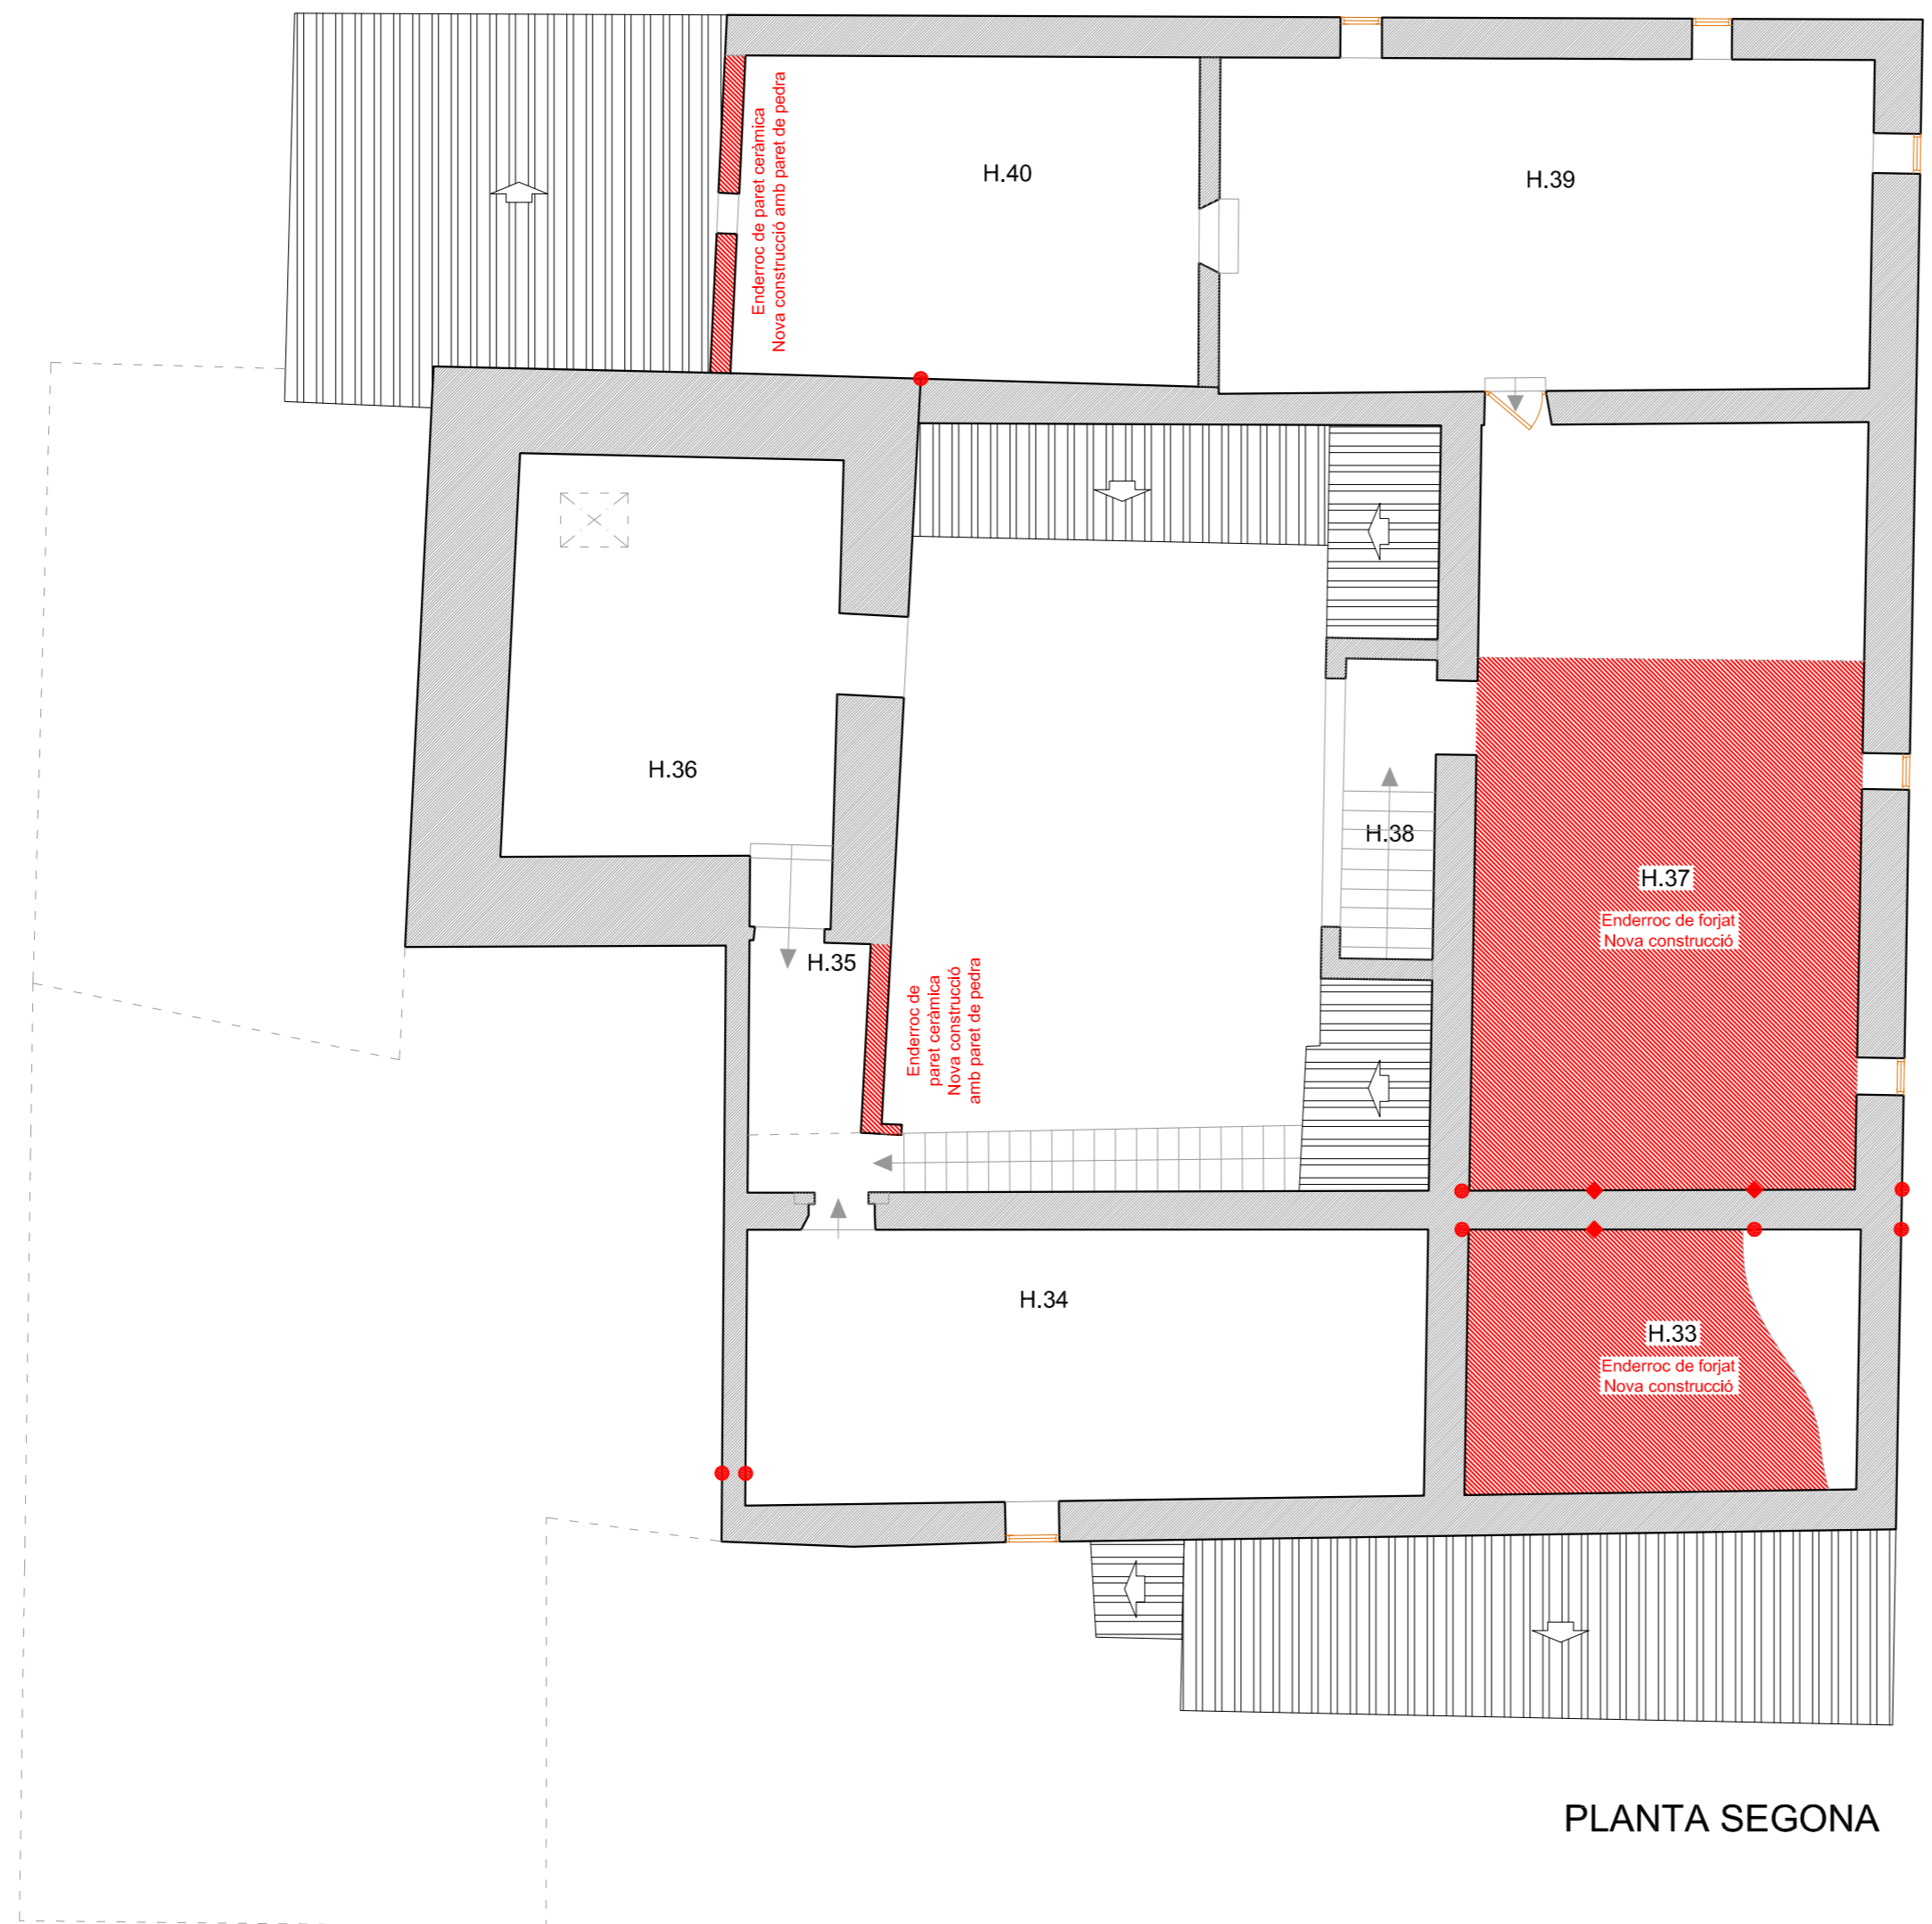 Enderroc de paret ceràmica
Nova construcció amb paret de pedra
H.40
H.39
H.36
H.38
H.37
Enderroc de forjat
Nova construcció
H.35
Enderroc de
paret ceràmica
Nova construcció
amb paret de pedra
H.34
H.33
Enderroc de forjat
Nova construcció
PLANTA SEGONA